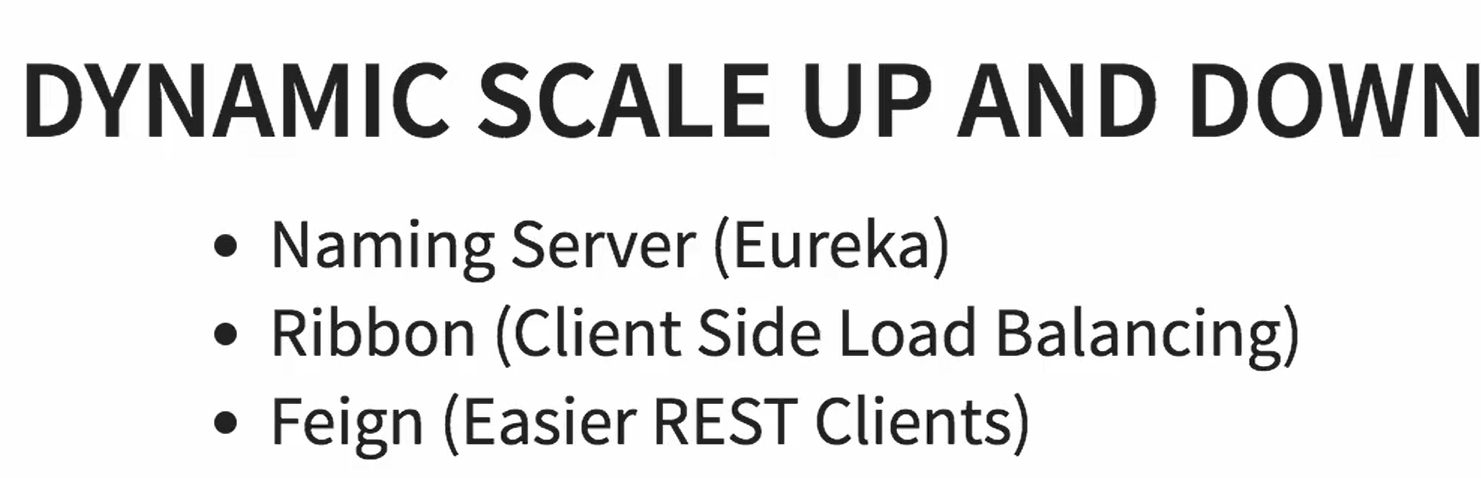 DYNAMIC SCALE UP AND DOWN
• Naming Server (Eureka)
• Ribbon (Client Side Load Balancing)
• Feign (Easier REST Clients)